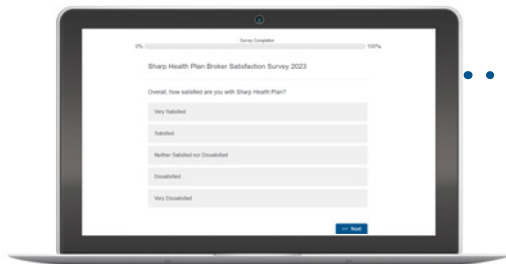 Survey Completion
0% 100%
Sharp Health Plan Broker Satisfaction Survey 2023
Overall, how satisfied are you with Sharp Health Plan?
Very Satisfied
Satisfied
Neither Satisfied nor Dissatisfied
Dissatisfied
Very Dissatisfied
>> Next